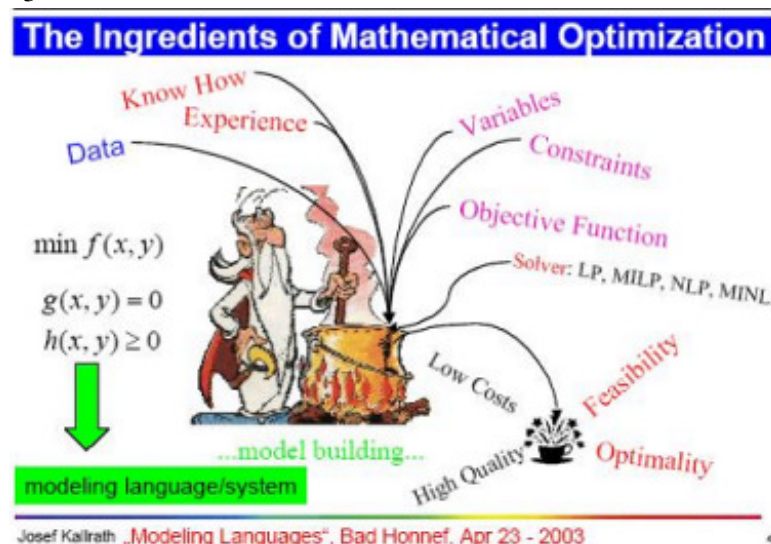 The Ingredients of Mathematical Optimization
Know How
Experience
Data
Variables
Constraints
Objective Function
Solver: LP, MILP, NLP, MINL
min f(x, y)
g(x, y) = 0
h(x, y) ≥ 0
Low Costs
High Quality
Feasibility
Optimality
...model building...
modeling language/system
Josef Kallrath „Modeling Languages“, Bad Honnef, Apr 23 - 2003